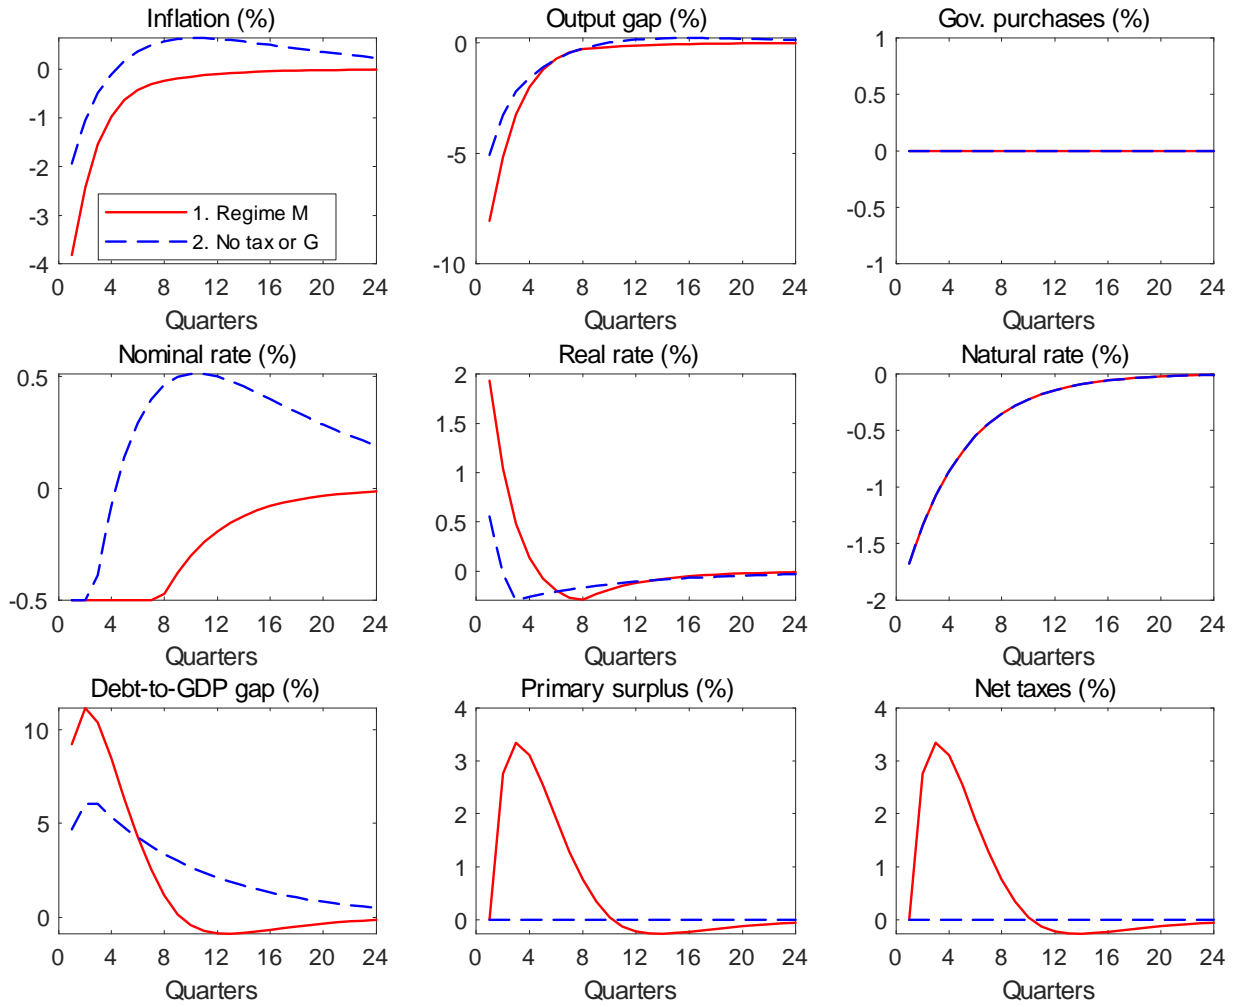 Inflation (%)
0
-1
-2
-3
-4
1. Regime M
2. No tax or G
0 4 8 12 16 20 24
Quarters
Output gap (%)
0
-5
-10
0 4 8 12 16 20 24
Quarters
Gov. purchases (%)
1
0.5
0
-0.5
-1
0 4 8 12 16 20 24
Quarters
Nominal rate (%)
0.5
0
-0.5
0 4 8 12 16 20 24
Quarters
Real rate (%)
2
1.5
1
0.5
0
0 4 8 12 16 20 24
Quarters
Natural rate (%)
0
-0.5
-1
-1.5
-2
0 4 8 12 16 20 24
Quarters
Debt-to-GDP gap (%)
10
5
0
0 4 8 12 16 20 24
Quarters
Primary surplus (%)
4
3
2
1
0
0 4 8 12 16 20 24
Quarters
Net taxes (%)
4
3
2
1
0
0 4 8 12 16 20 24
Quarters